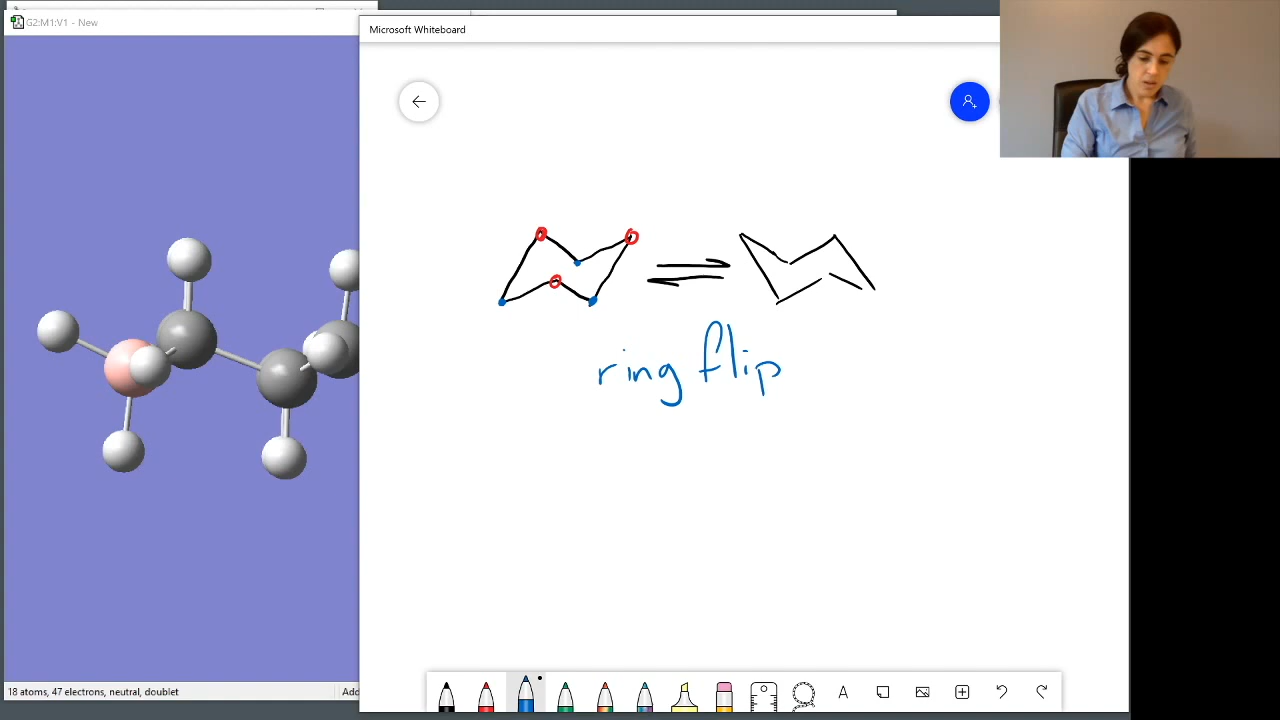 G2:M1:V1 - New
Microsoft Whiteboard
ring flip
18 atoms, 47 electrons, neutral, doublet
Add
A